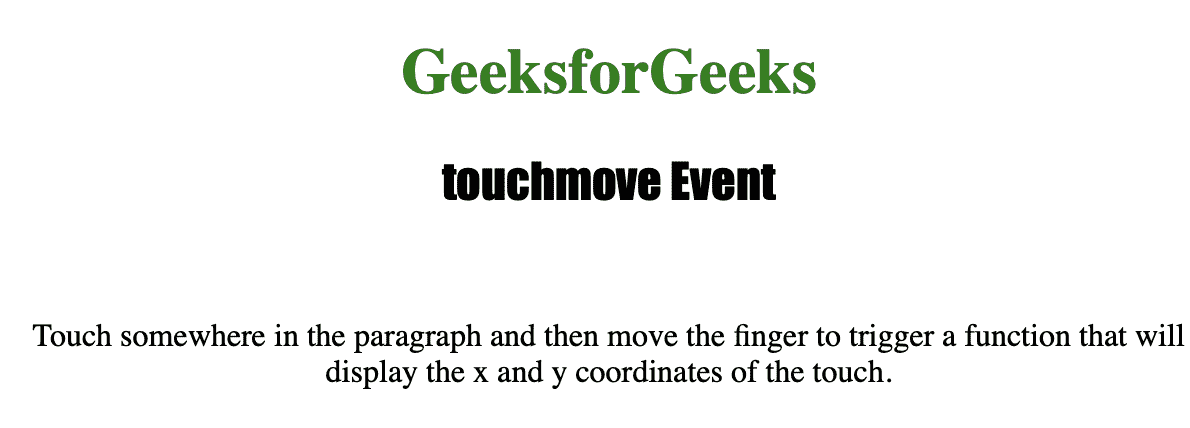 GeeksforGeeks
touchmove Event
Touch somewhere in the paragraph and then move the finger to trigger a function that will
display the x and y coordinates of the touch.